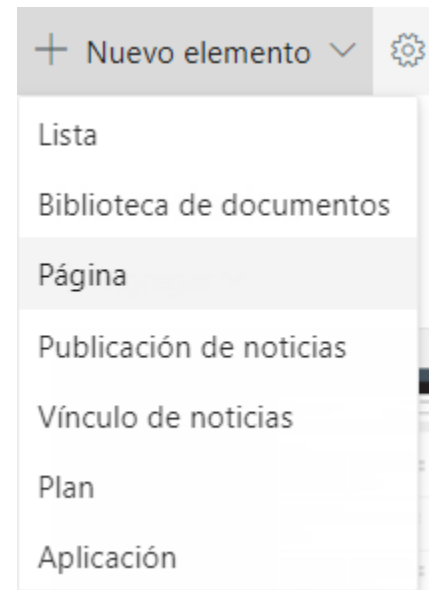 Nuevo elemento
Lista
Biblioteca de documentos
Página
Publicación de noticias
Vínculo de noticias
Plan
Aplicación